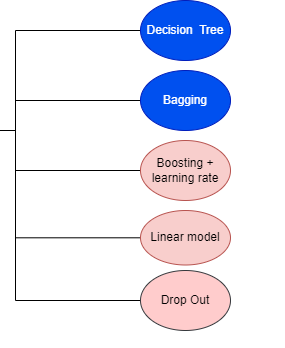 Decision Tree
Bagging
Boosting +
learning rate
Linear model
Drop Out